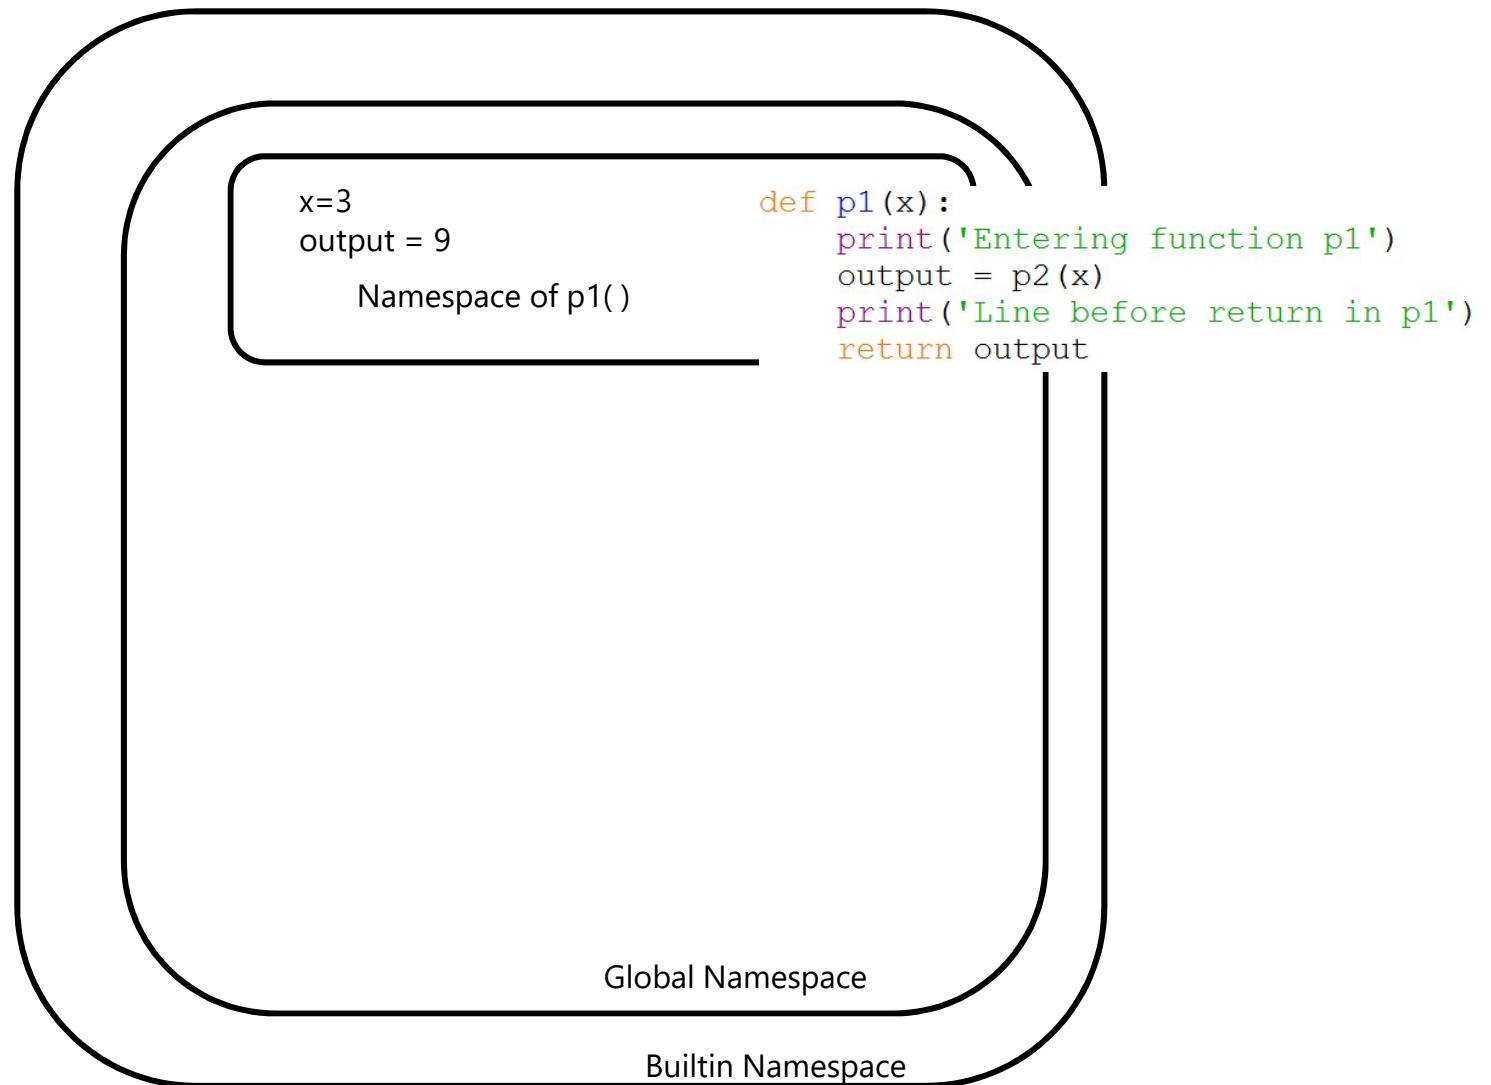 x=3
output = 9
Namespace of p1( )
def p1(x):
    print('Entering function p1')
    output = p2(x)
    print('Line before return in p1')
    return output
Global Namespace
Builtin Namespace